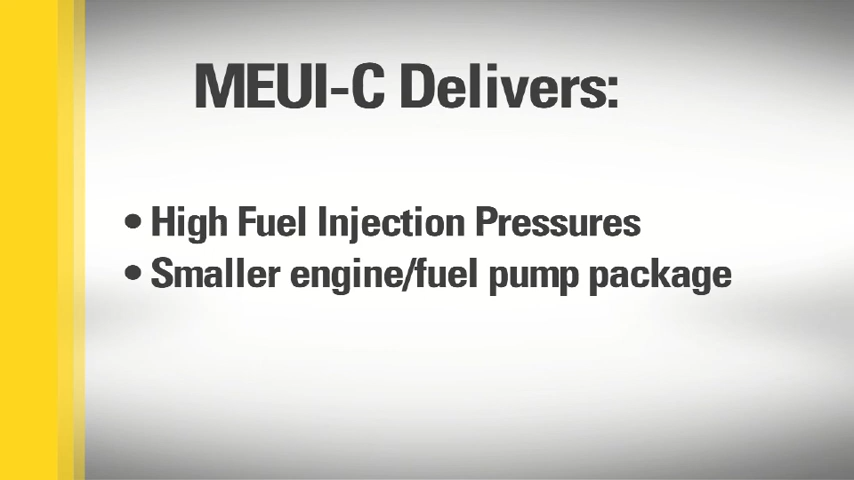 MEUI-C Delivers:
• High Fuel Injection Pressures
• Smaller engine/fuel pump package